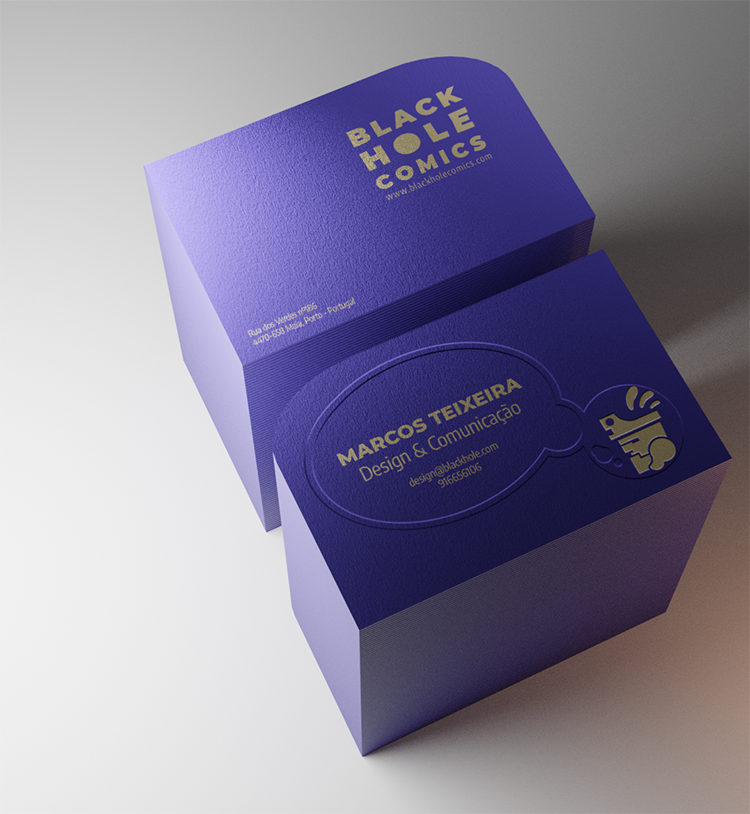 BLACK
HOLE
COMICS
www.blackholecomics.com
Rua dos Verdes nº366
4470-658 Maia, Porto - Portugal
MARCOS TEIXEIRA
Design & Comunicação
design@blackhole.com
916656106